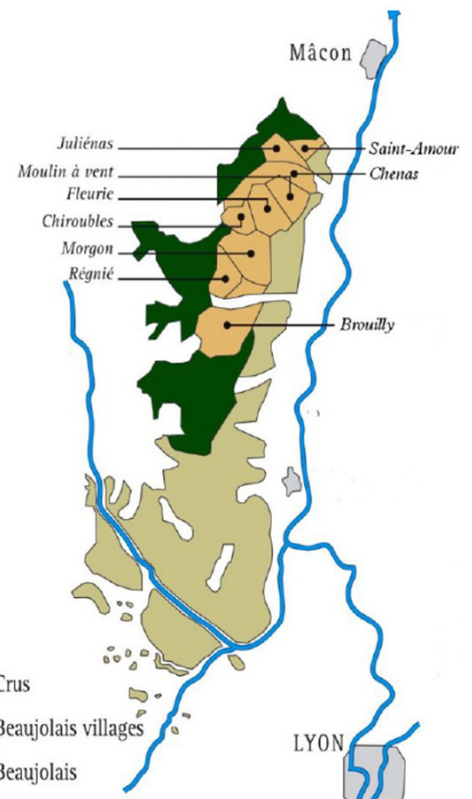 Mâcon
Juliénas
Saint-Amour
Moulin à vent
Chenas
Fleurie
Chiroubles
Morgon
Régnié
Brouilly
Crus
Beaujolais villages
LYON
Beaujolais